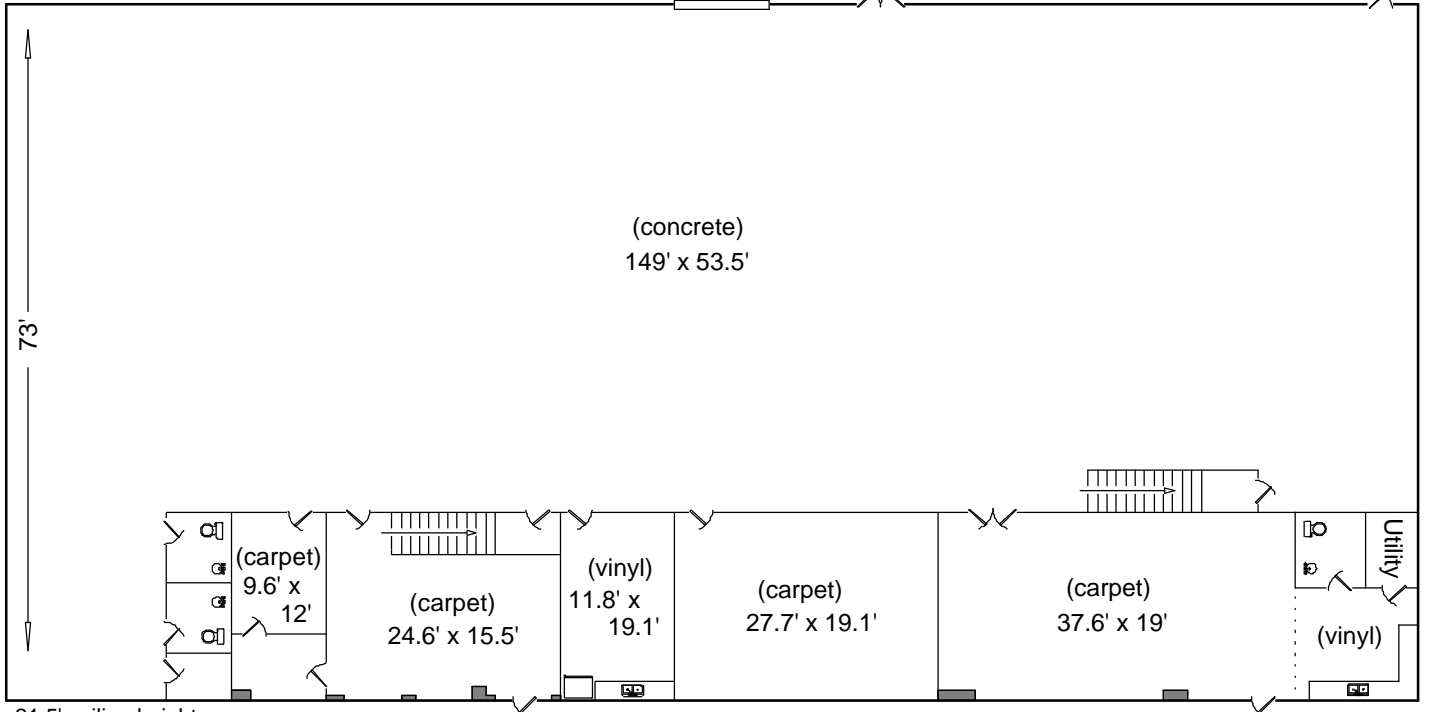 (concrete)
149' x 53.5'
73'
(carpet)
9.6' x
12'
(carpet)
24.6' x 15.5'
(vinyl)
11.8' x
19.1'
(carpet)
27.7' x 19.1'
(carpet)
37.6' x 19'
Utility
(vinyl)